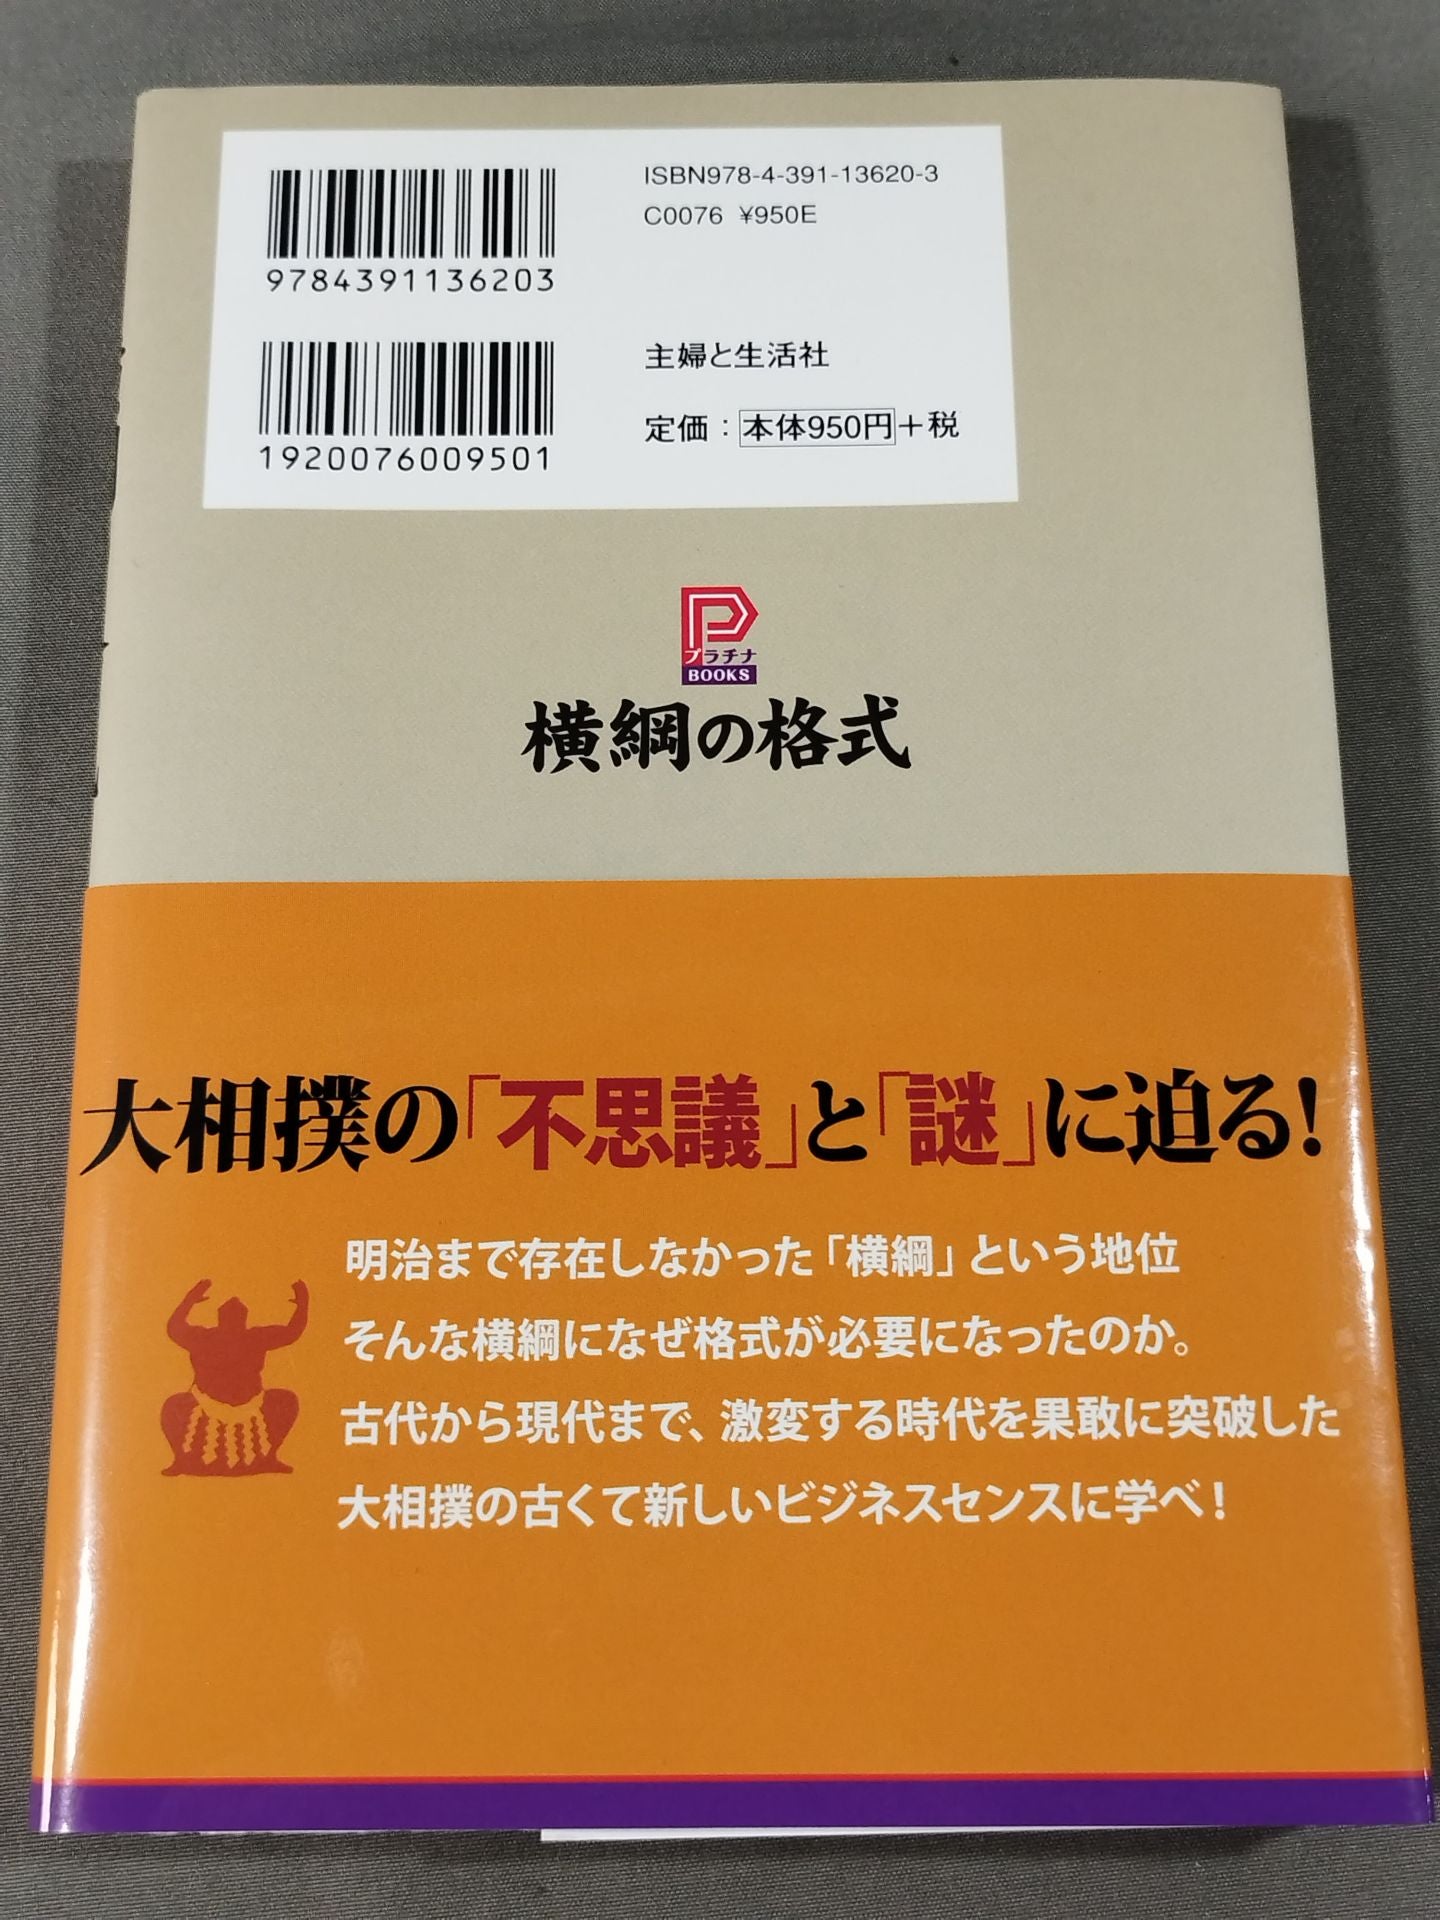 ISBN978-4-391-13620-3
C0076 ¥950E
9784391136203
主婦と生活社
定価：本体950円＋税
1920076009501
プラチナ
BOOKS
横綱の格式
大相撲の「不思議」と「謎」に迫る！
明治まで存在しなかった「横綱」という地位
そんな横綱になぜ格式が必要になったのか。
古代から現代まで、激変する時代を果敢に突破した
大相撲の古くて新しいビジネスセンスに学べ！